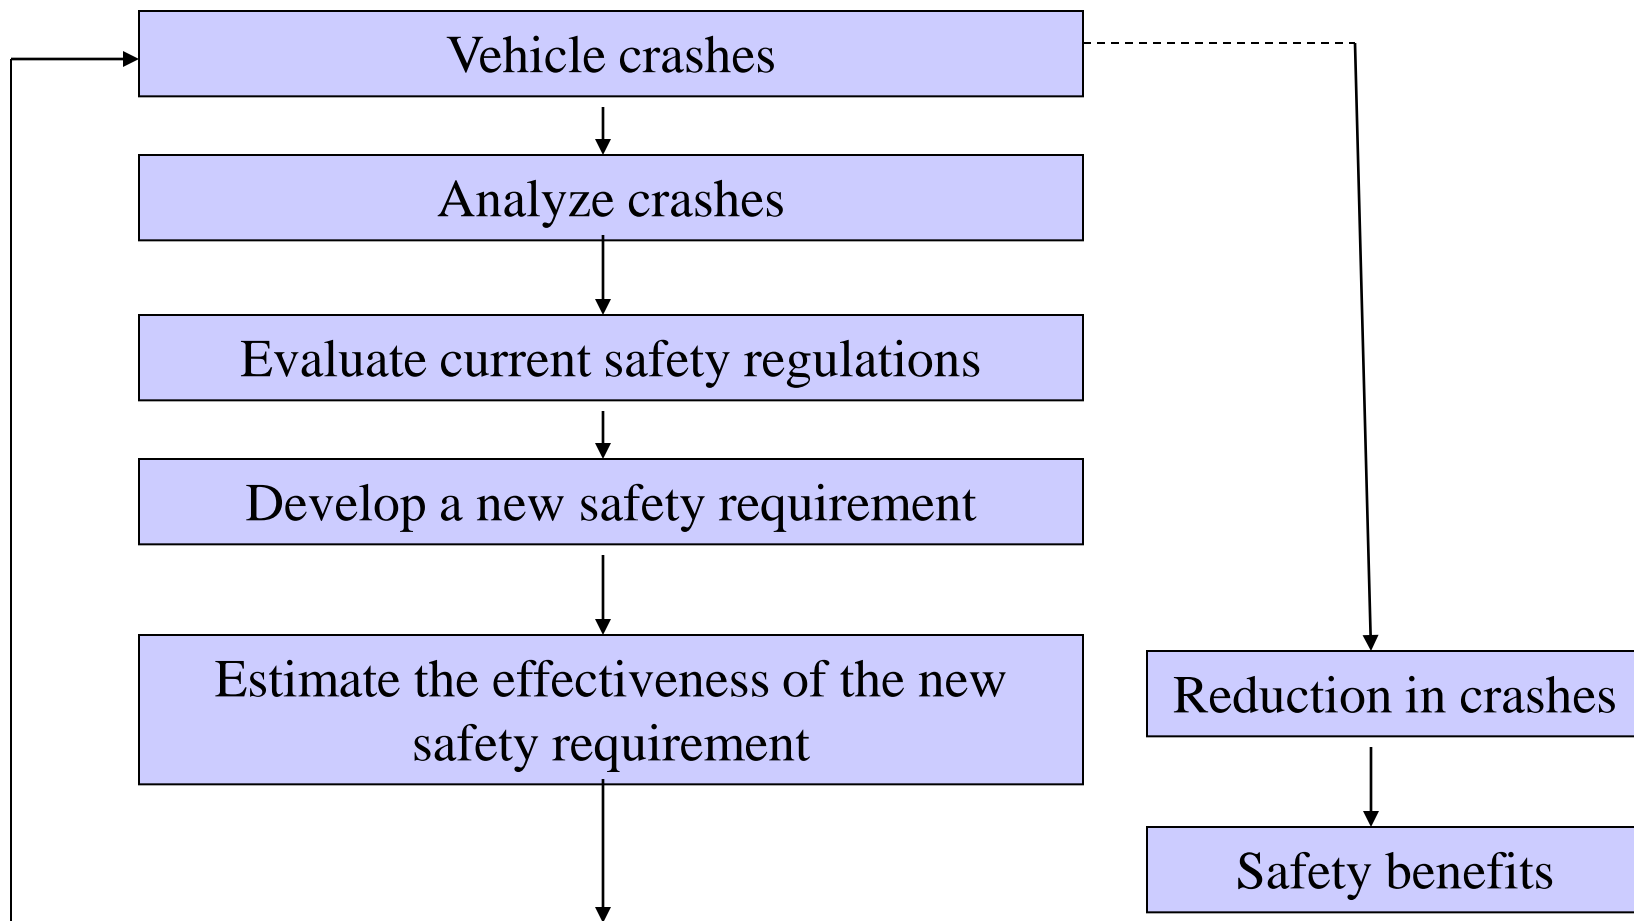 Vehicle crashes
Analyze crashes
Evaluate current safety regulations
Develop a new safety requirement
Estimate the effectiveness of the new
safety requirement
Reduction in crashes
Safety benefits